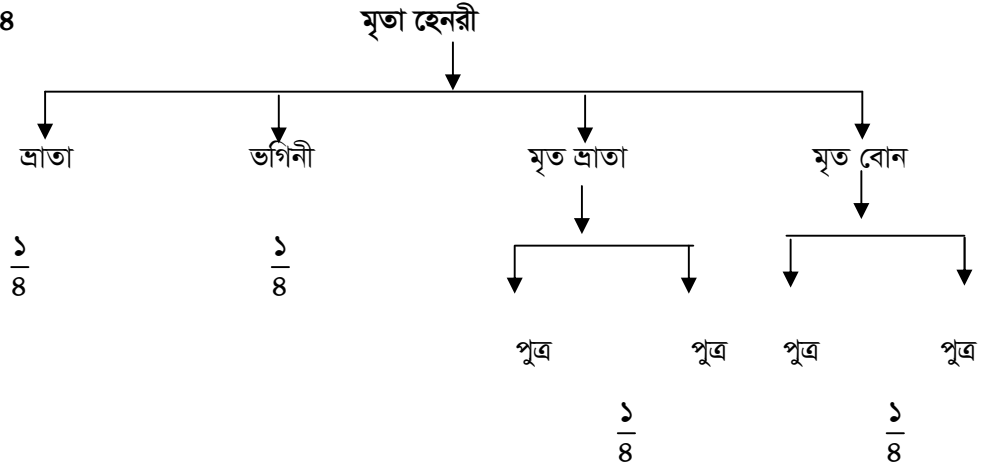 ৪
মৃতা হেনরী
ভ্রাতা ভগিনী মৃত ভ্রাতা মৃত বোন
১/৪ ১/৪
পুত্র পুত্র পুত্র পুত্র
১/৪ ১/৪